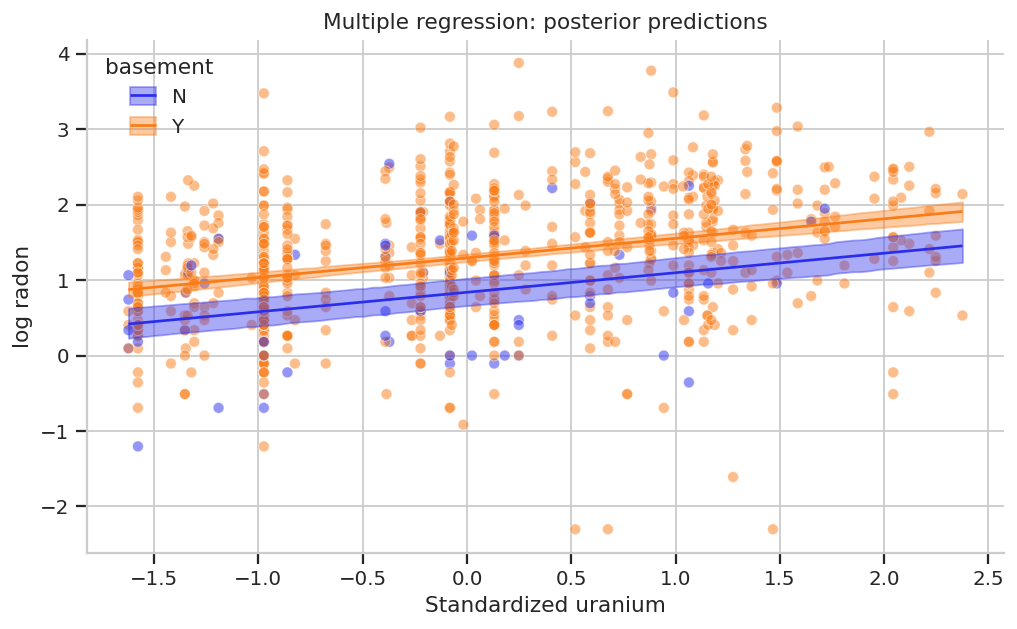 Multiple regression: posterior predictions
basement
N
Y
log radon
4
3
2
1
0
−1
−2
−1.5
−1.0
−0.5
0.0
0.5
1.0
1.5
2.0
2.5
Standardized uranium